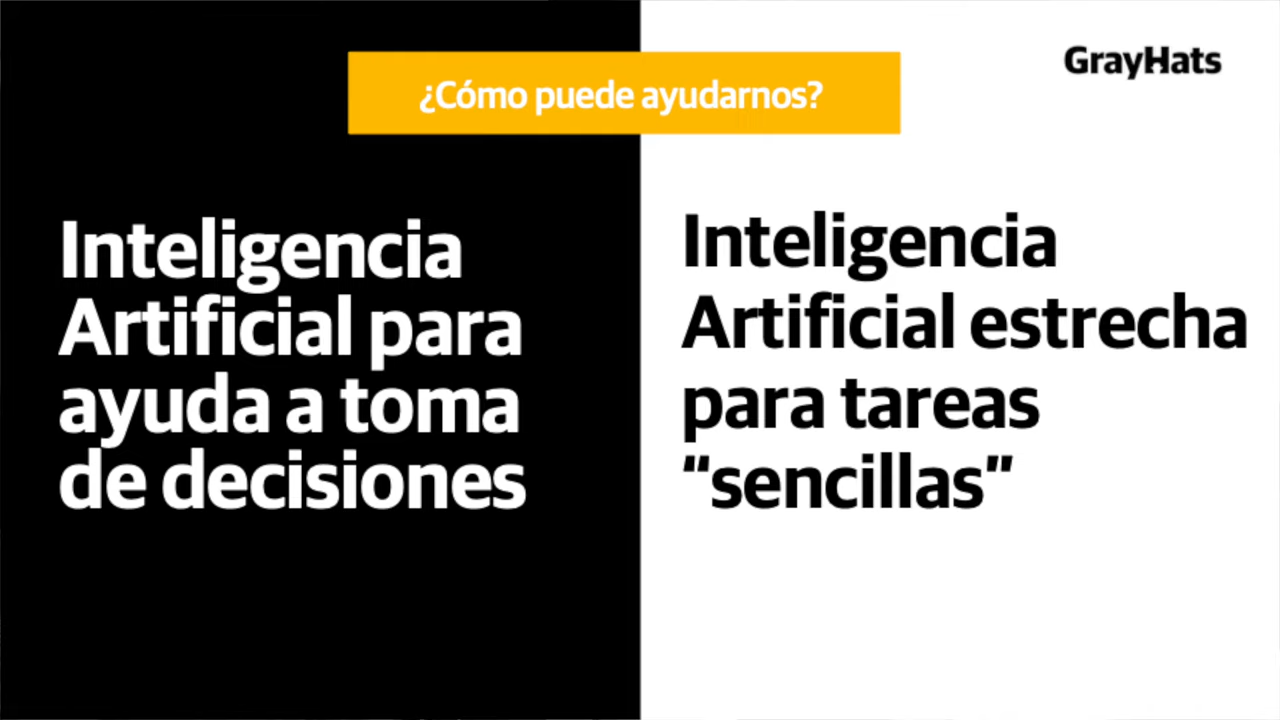 GrayHats
¿Cómo puede ayudarnos?
Inteligencia
Artificial para
ayuda a toma
de decisiones
Inteligencia
Artificial estrecha
para tareas
“sencillas”